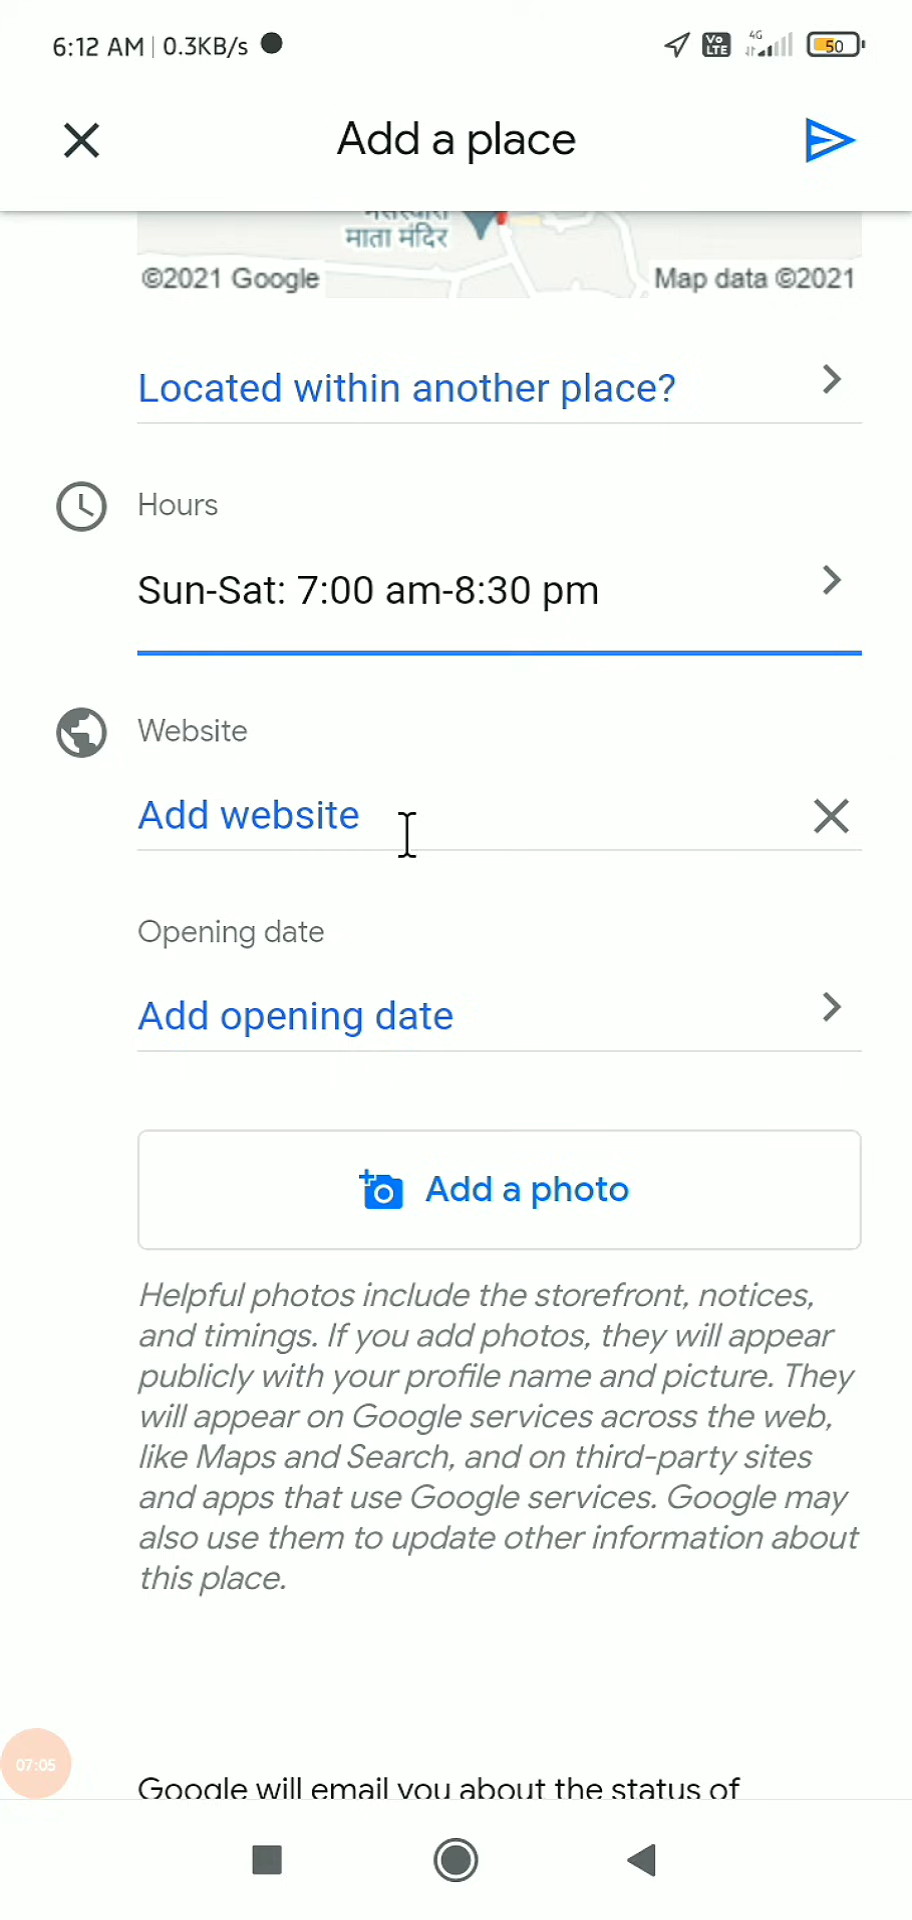 6:12 AM | 0.3KB/s
Vo LTE 4G 50
Add a place
माता मंदिर
©2021 Google Map data ©2021
Located within another place?
Hours
Sun-Sat: 7:00 am-8:30 pm
Website
Add website
Opening date
Add opening date
Add a photo
Helpful photos include the storefront, notices,
and timings. If you add photos, they will appear
publicly with your profile name and picture. They
will appear on Google services across the web,
like Maps and Search, and on third-party sites
and apps that use Google services. Google may
also use them to update other information about
this place.
07:05
Google will email you about the status of